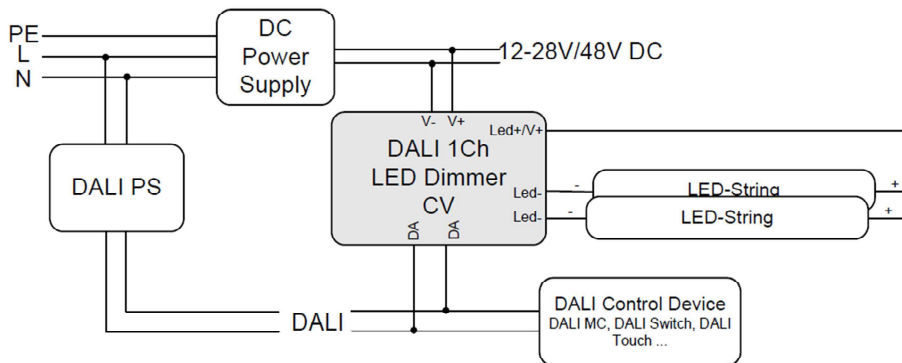 PE
L
N
DC
Power
Supply
12-28V/48V DC
V- V+
Led+/V+
DALI 1Ch
LED Dimmer
CV
Led-
Led-
DA
DA
- LED-String +
- LED-String +
DALI PS
DALI
DALI Control Device
DALI MC, DALI Switch, DALI
Touch ...